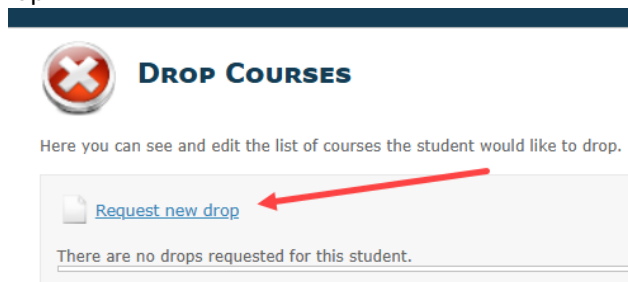 DROP COURSES
Here you can see and edit the list of courses the student would like to drop.
Request new drop
There are no drops requested for this student.